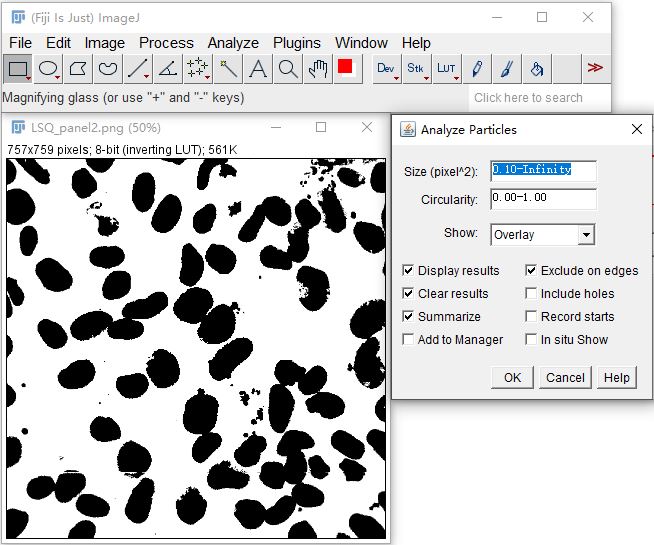 (Fiji Is Just) ImageJ
File Edit Image Process Analyze Plugins Window Help
Dev Stk LUT
Magnifying glass (or use "+" and "-" keys) Click here to search
LSQ_panel2.png (50%)
757x759 pixels; 8-bit (inverting LUT); 561K
Analyze Particles
Size (pixel^2): 0.10-Infinity
Circularity: 0.00-1.00
Show: Overlay
Display results Exclude on edges
Clear results Include holes
Summarize Record starts
Add to Manager In situ Show
OK Cancel Help